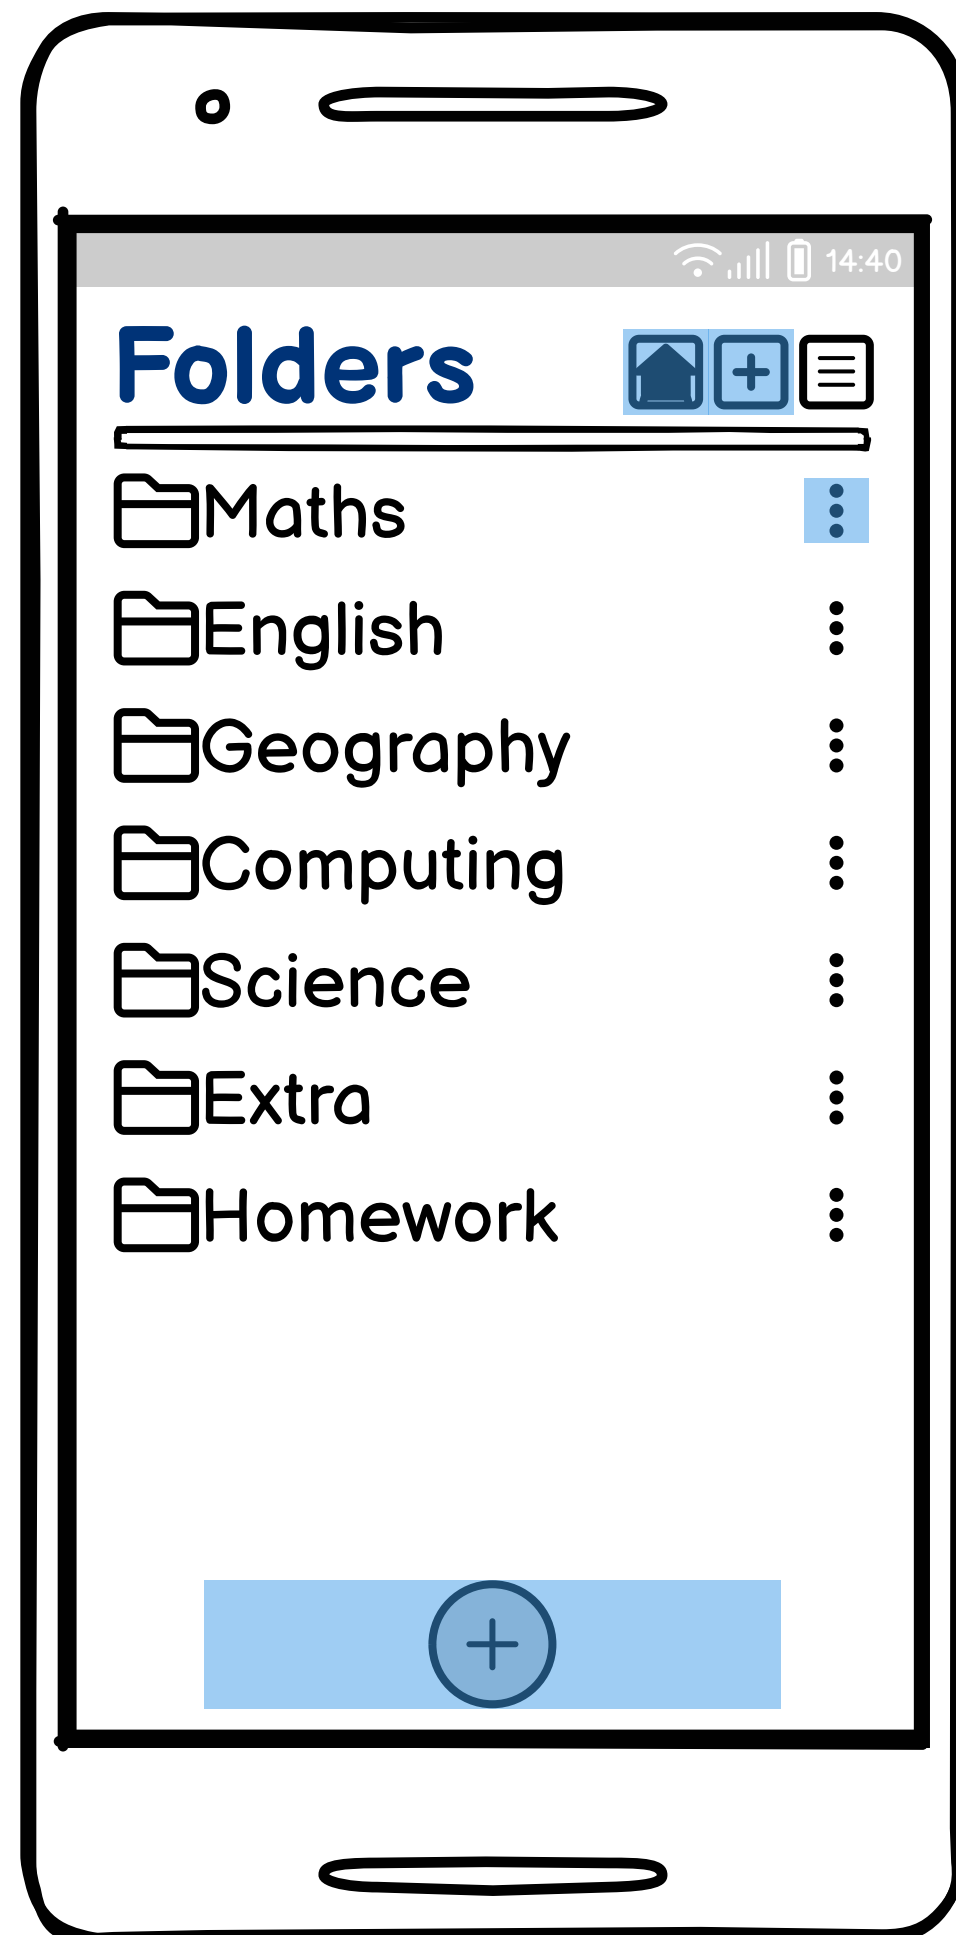 14:40
Folders
Maths
English
Geography
Computing
Science
Extra
Homework